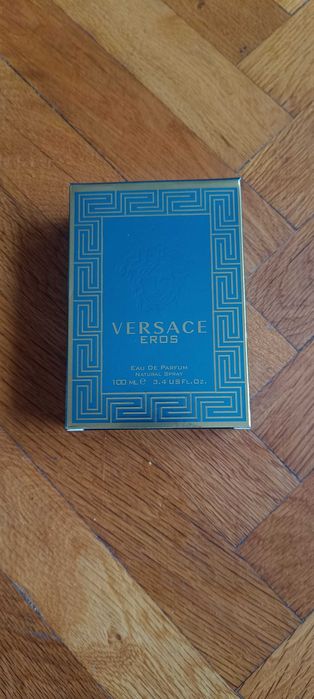 VERSACE
EROS
EAU DE PARFUM
NATURAL SPRAY
100 ML e 3.4 US FL.OZ.